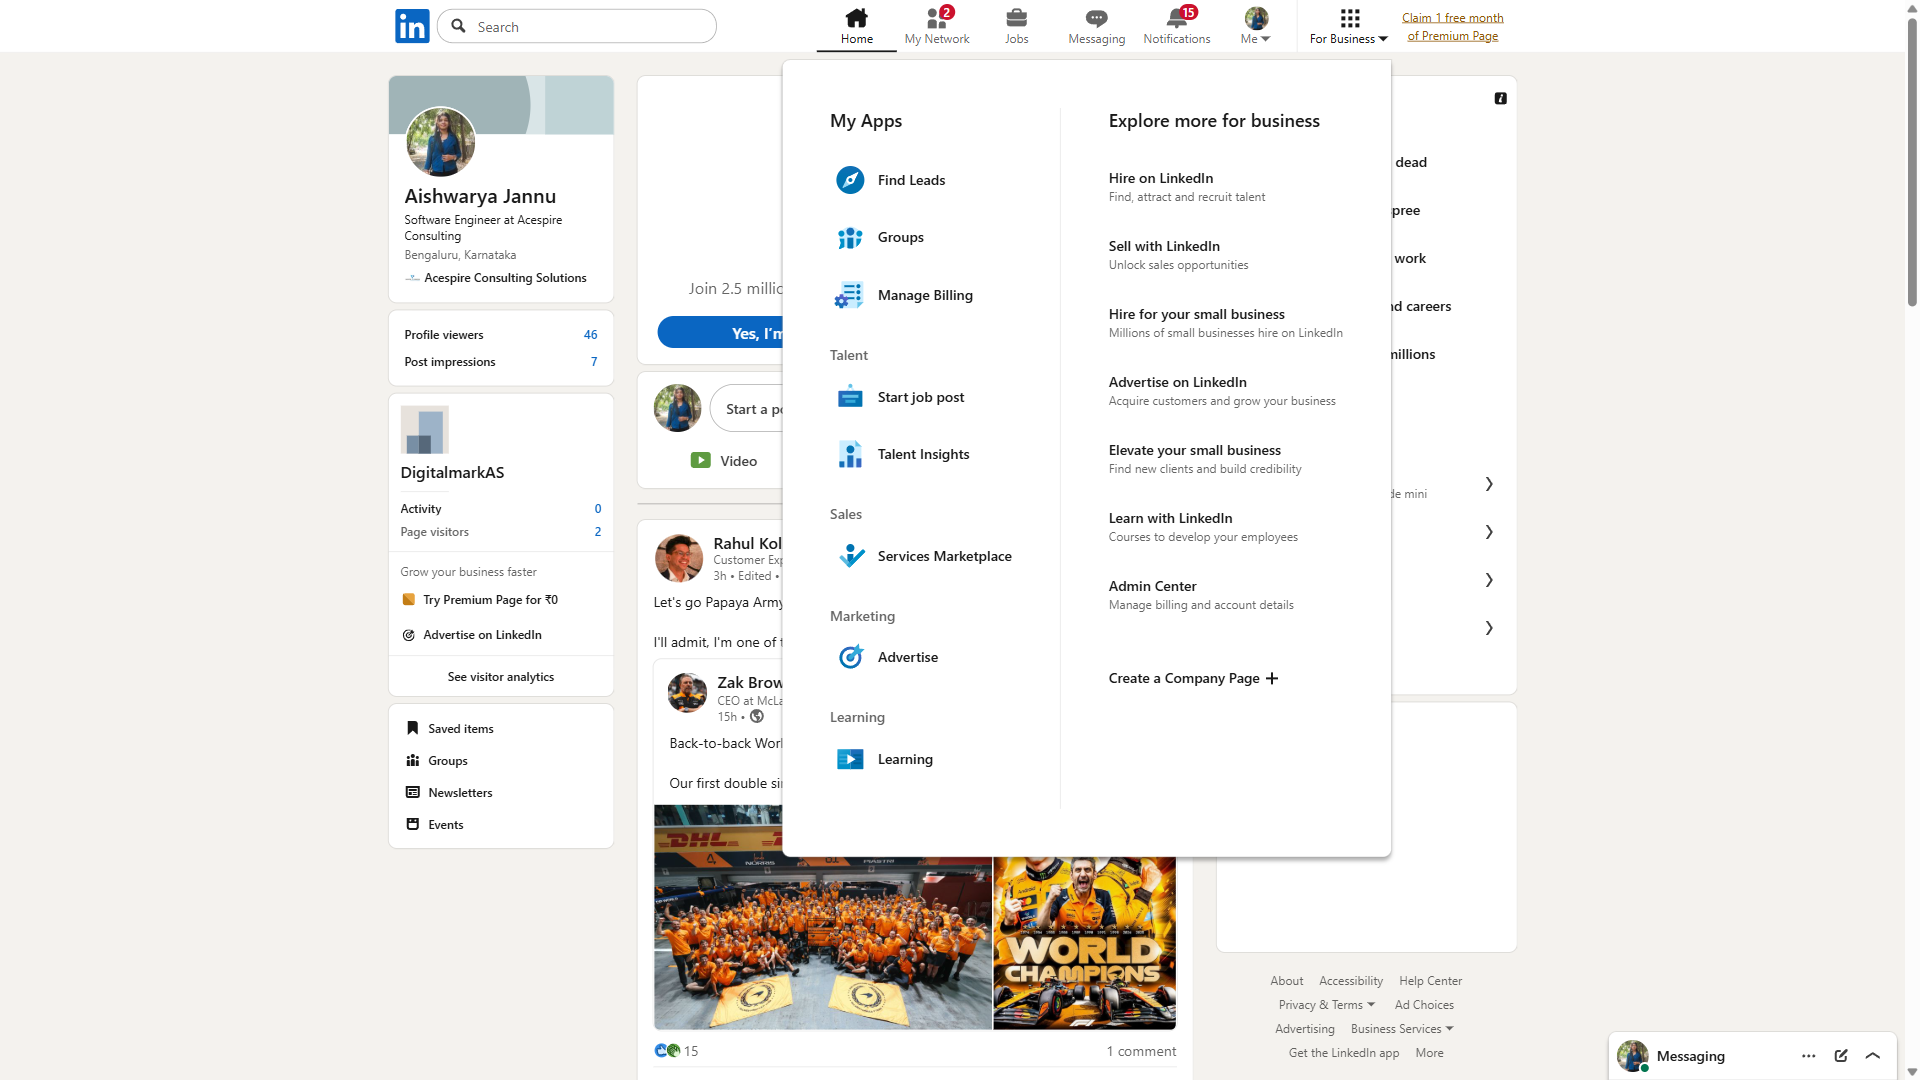 in
Search
Home
2
My Network
Jobs
Messaging
15
Notifications
Me
For Business
Claim 1 free month
of Premium Page
Aishwarya Jannu
Software Engineer at Acespire
Consulting
Bengaluru, Karnataka
Acespire Consulting Solutions
Profile viewers 46
Post impressions 7
DigitalmarkAS
Activity 0
Page visitors 2
Grow your business faster
Try Premium Page for ₹0
Advertise on LinkedIn
See visitor analytics
Saved items
Groups
Newsletters
Events
Join 2.5 millio
Yes, I'm
Start a po
Video
Rahul Kol
Customer Exp
3h • Edited •
Let's go Papaya Army
I'll admit, I'm one of t
Zak Brow
CEO at McLa
15h •
Back-to-back Worl
Our first double si
DHL
4
NORRIS
81
PIASTRI
WORLD
CHAMPIONS
15
1 comment
My Apps
Find Leads
Groups
Manage Billing
Talent
Start job post
Talent Insights
Sales
Services Marketplace
Marketing
Advertise
Learning
Learning
Explore more for business
Hire on LinkedIn
Find, attract and recruit talent
Sell with LinkedIn
Unlock sales opportunities
Hire for your small business
Millions of small businesses hire on LinkedIn
Advertise on LinkedIn
Acquire customers and grow your business
Elevate your small business
Find new clients and build credibility
Learn with LinkedIn
Courses to develop your employees
Admin Center
Manage billing and account details
Create a Company Page
dead
pree
work
nd careers
millions
de mini
About Accessibility Help Center
Privacy & Terms Ad Choices
Advertising Business Services
Get the LinkedIn app More
Messaging